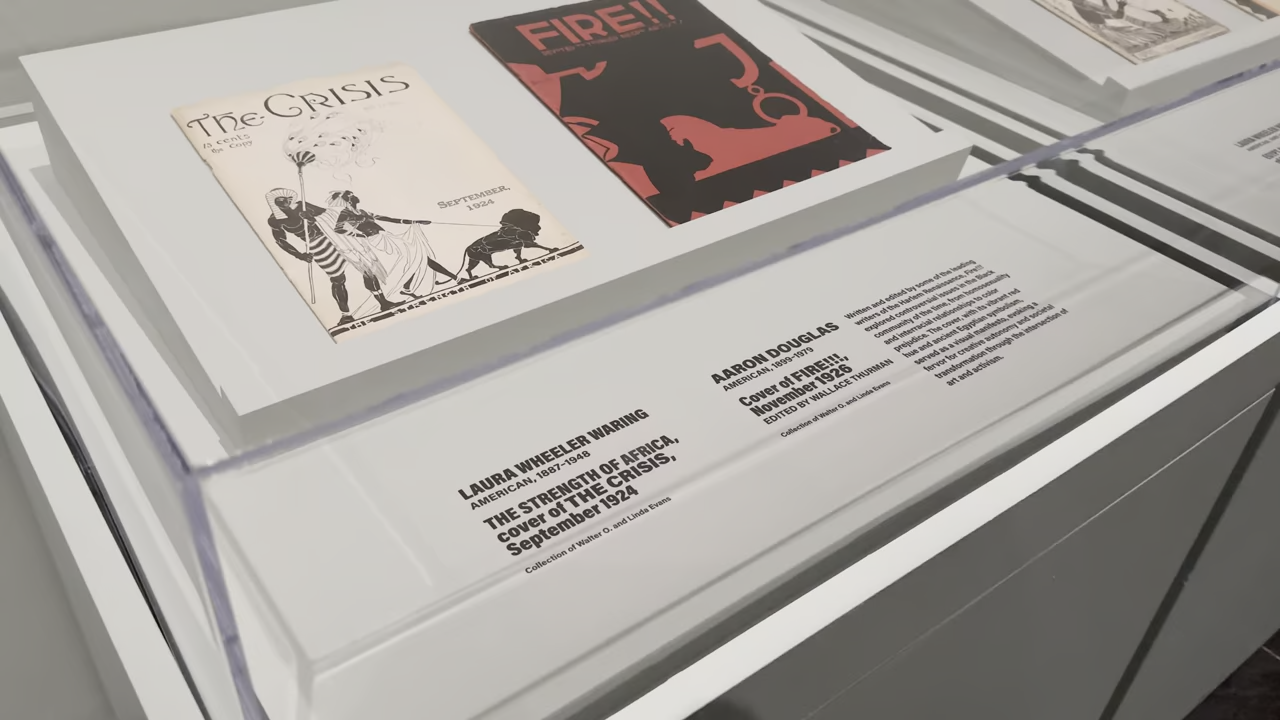 The CRISIS
15 cents
the Copy
SEPTEMBER,
1924
THE STRENGTH OF AFRICA
FIRE!!
LAURA WHEELER WARING
AMERICAN, 1887–1948
THE STRENGTH OF AFRICA,
cover of THE CRISIS,
September 1924
Collection of Walter O. and Linda Evans
AARON DOUGLAS
AMERICAN, 1899–1979
Cover of FIRE!!,
November 1926
EDITED BY WALLACE THURMAN
Collection of Walter O. and Linda Evans
Written and edited by some of the leading
writers of the Harlem Renaissance, Fire!!
explored controversial issues in the Black
community of the time, from homosexuality
and interracial relationships to color
prejudice. The cover, with its vibrant red
hue and ancient Egyptian symbolism,
served as a visual manifesto, evoking a
fervor for creative autonomy and societal
transformation through the intersection of
art and activism.